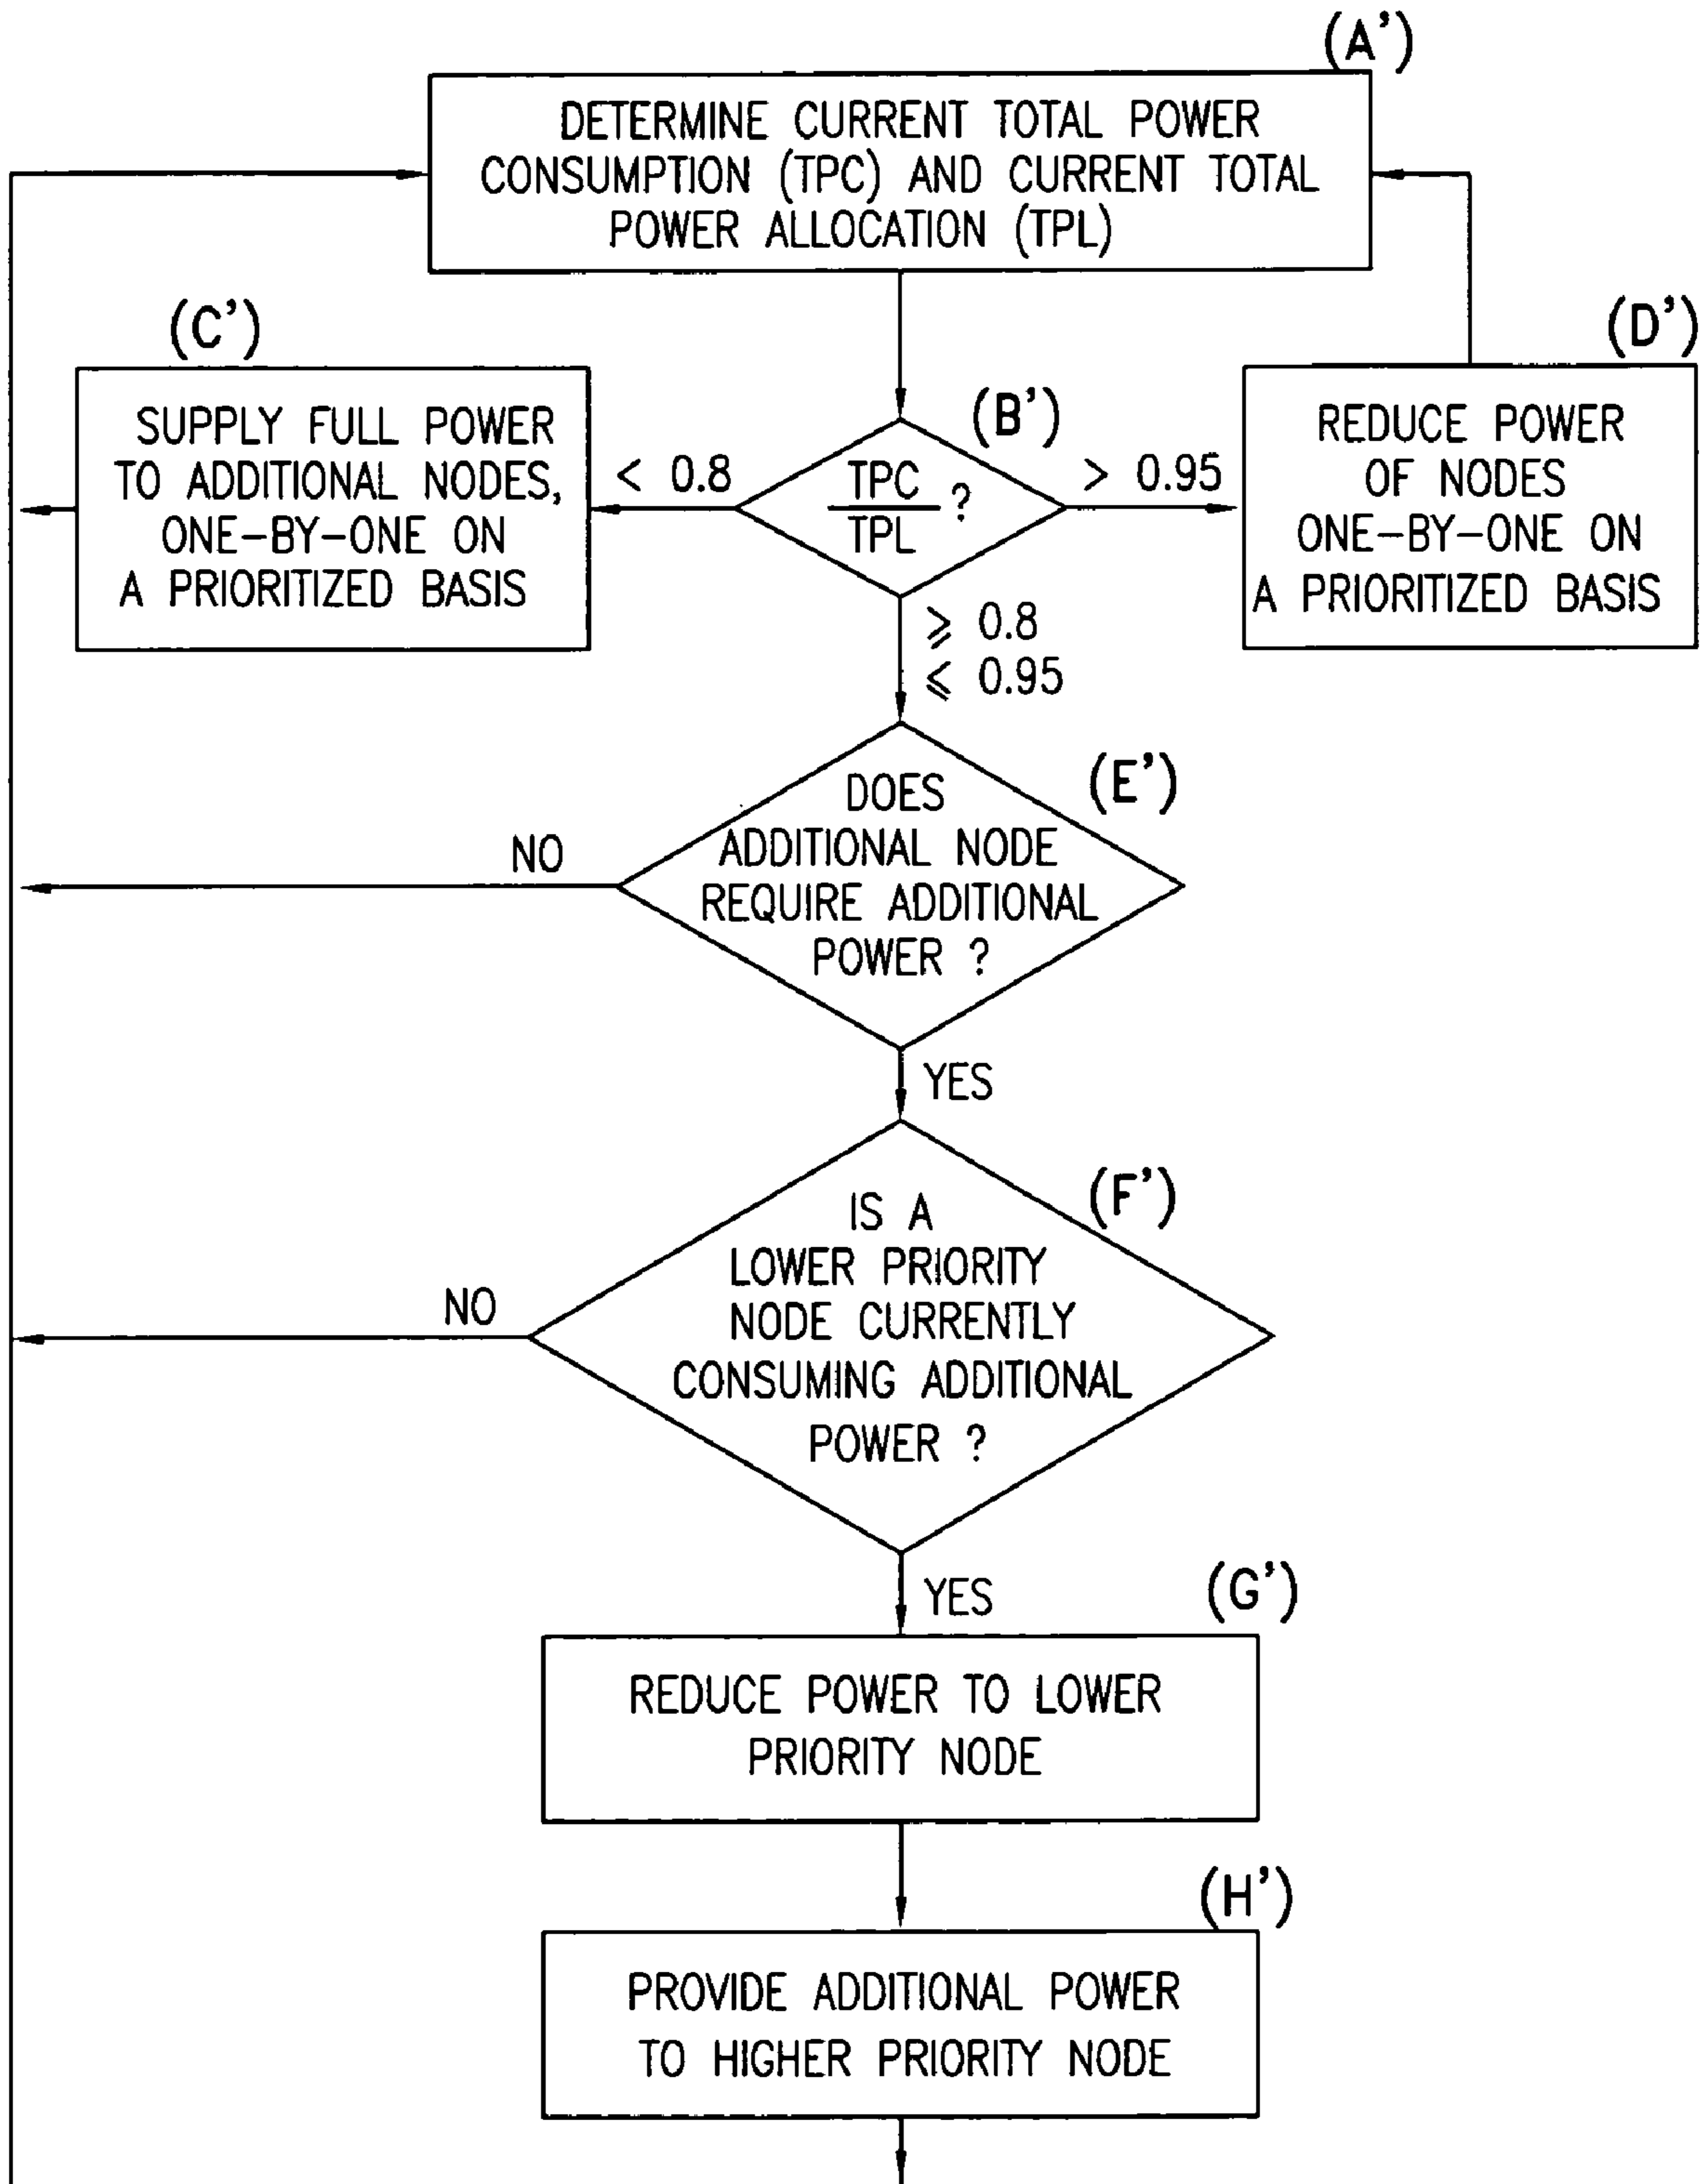 (A')
DETERMINE CURRENT TOTAL POWER
CONSUMPTION (TPC) AND CURRENT TOTAL
POWER ALLOCATION (TPL)
(C')
SUPPLY FULL POWER
TO ADDITIONAL NODES,
ONE-BY-ONE ON
A PRIORITIZED BASIS
< 0.8
(B')
TPC
TPL
?
> 0.95
(D')
REDUCE POWER
OF NODES
ONE-BY-ONE ON
A PRIORITIZED BASIS
⩾ 0.8
⩽ 0.95
(E')
DOES
ADDITIONAL NODE
REQUIRE ADDITIONAL
POWER ?
NO
YES
(F')
IS A
LOWER PRIORITY
NODE CURRENTLY
CONSUMING ADDITIONAL
POWER ?
NO
YES
(G')
REDUCE POWER TO LOWER
PRIORITY NODE
(H')
PROVIDE ADDITIONAL POWER
TO HIGHER PRIORITY NODE